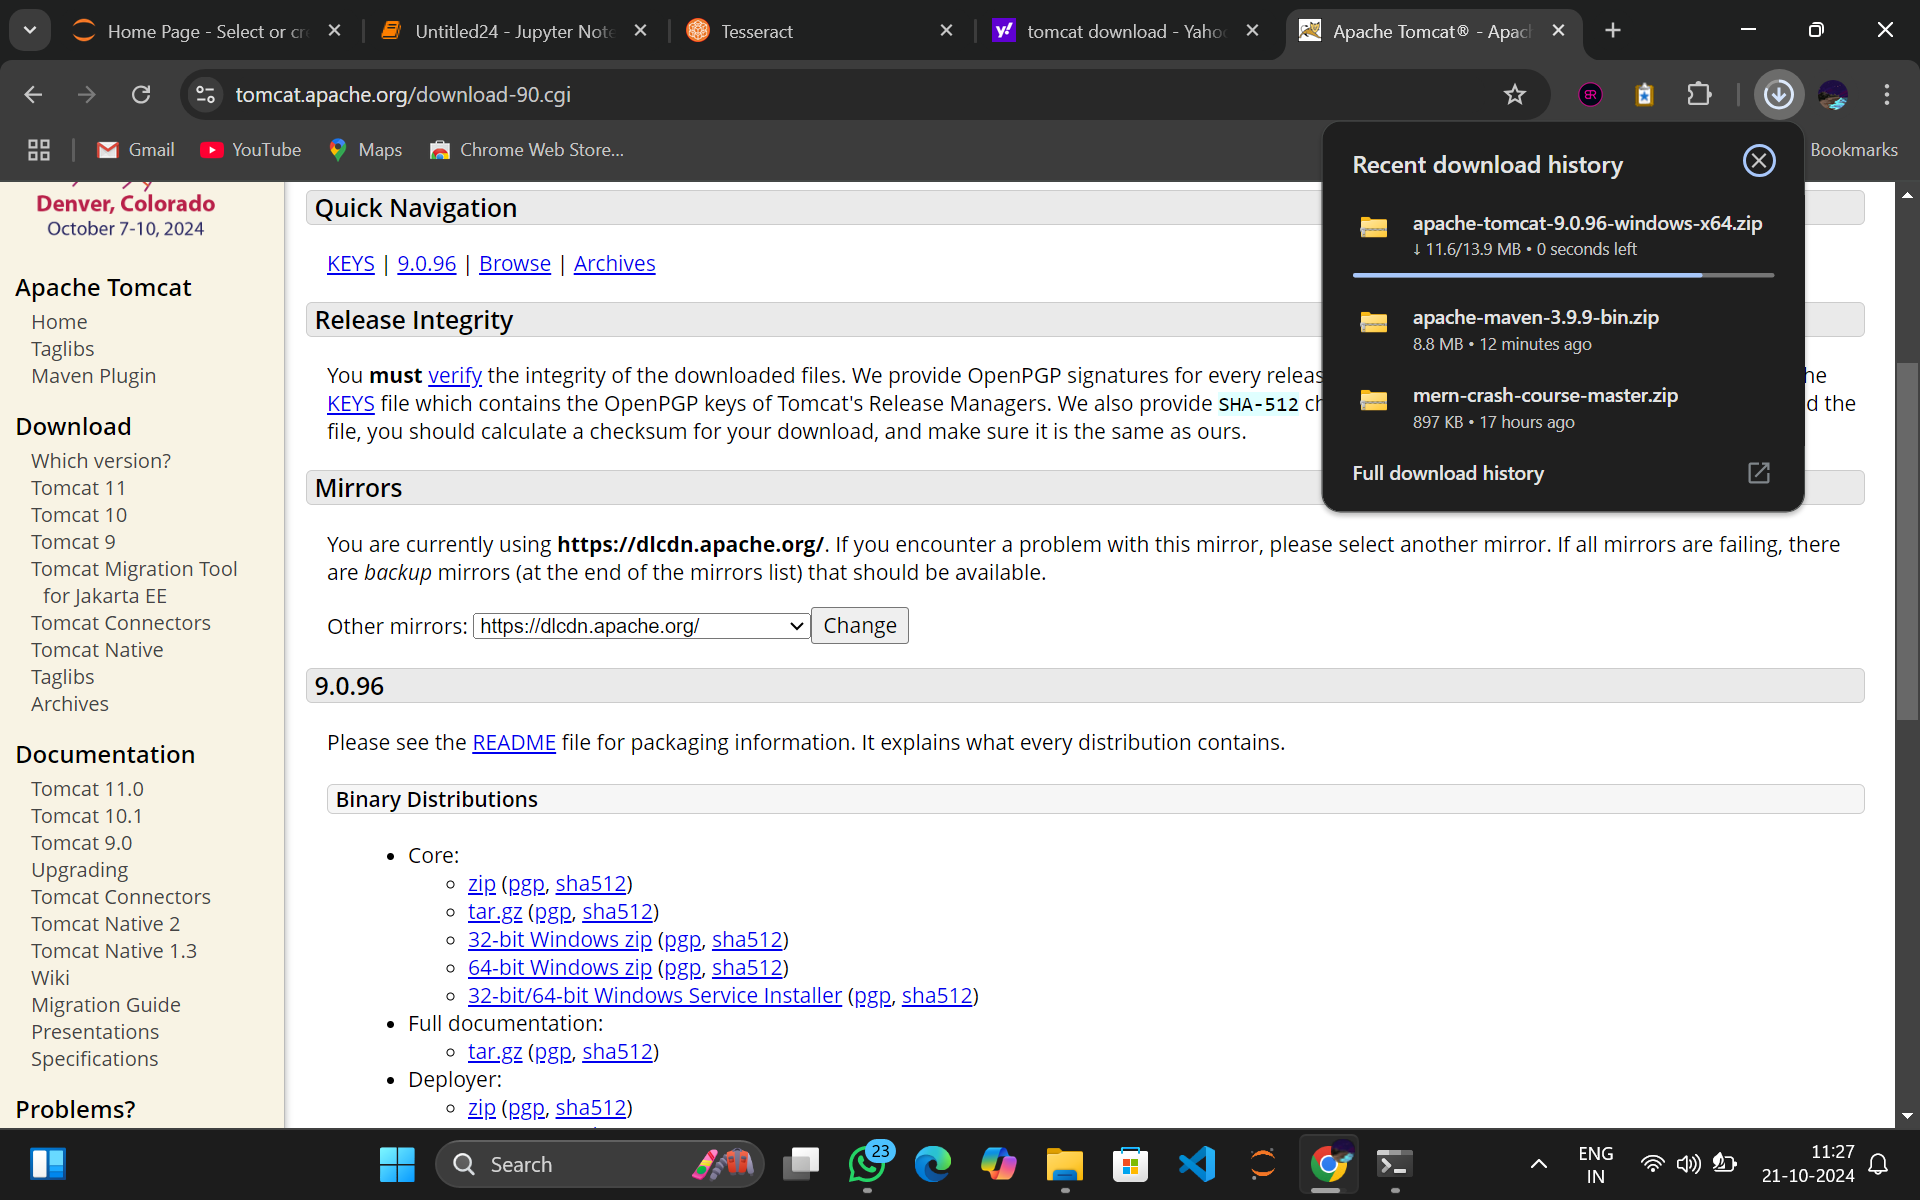 Home Page - Select or cr
Untitled24 - Jupyter Note
Tesseract
tomcat download - Yaho
Apache Tomcat® - Apac
tomcat.apache.org/download-90.cgi
Gmail
YouTube
Maps
Chrome Web Store...
Bookmarks
Recent download history
apache-tomcat-9.0.96-windows-x64.zip
↓ 11.6/13.9 MB • 0 seconds left
apache-maven-3.9.9-bin.zip
8.8 MB • 12 minutes ago
mern-crash-course-master.zip
897 KB • 17 hours ago
Full download history
Denver, Colorado
October 7-10, 2024
Apache Tomcat
Home
Taglibs
Maven Plugin
Download
Which version?
Tomcat 11
Tomcat 10
Tomcat 9
Tomcat Migration Tool
for Jakarta EE
Tomcat Connectors
Tomcat Native
Taglibs
Archives
Documentation
Tomcat 11.0
Tomcat 10.1
Tomcat 9.0
Upgrading
Tomcat Connectors
Tomcat Native 2
Tomcat Native 1.3
Wiki
Migration Guide
Presentations
Specifications
Problems?
Quick Navigation
KEYS | 9.0.96 | Browse | Archives
Release Integrity
You must verify the integrity of the downloaded files. We provide OpenPGP signatures for every releas he
KEYS file which contains the OpenPGP keys of Tomcat's Release Managers. We also provide SHA-512 ch d the
file, you should calculate a checksum for your download, and make sure it is the same as ours.
Mirrors
You are currently using https://dlcdn.apache.org/. If you encounter a problem with this mirror, please select another mirror. If all mirrors are failing, there
are backup mirrors (at the end of the mirrors list) that should be available.
Other mirrors: https://dlcdn.apache.org/ Change
9.0.96
Please see the README file for packaging information. It explains what every distribution contains.
Binary Distributions
• Core:
zip (pgp, sha512)
tar.gz (pgp, sha512)
32-bit Windows zip (pgp, sha512)
64-bit Windows zip (pgp, sha512)
32-bit/64-bit Windows Service Installer (pgp, sha512)
• Full documentation:
tar.gz (pgp, sha512)
• Deployer:
zip (pgp, sha512)
Search
23
ENG
IN
11:27
21-10-2024